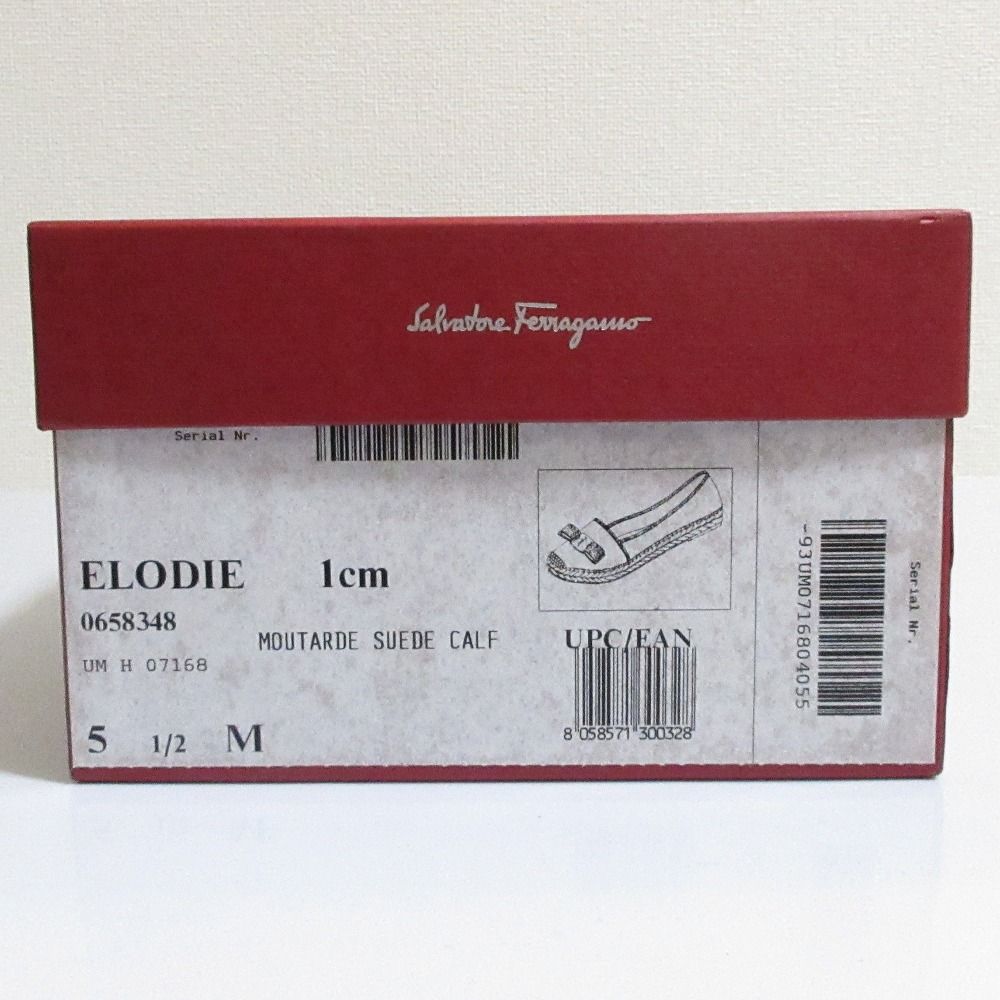 Salvatore Ferragamo
Serial Nr.
ELODIE 1cm
0658348
MOUTARDE SUEDE CALF
UM H 07168
UPC/EAN
8 058571 300328
5 1/2 M
-93UM0716804055
Serial Nr.